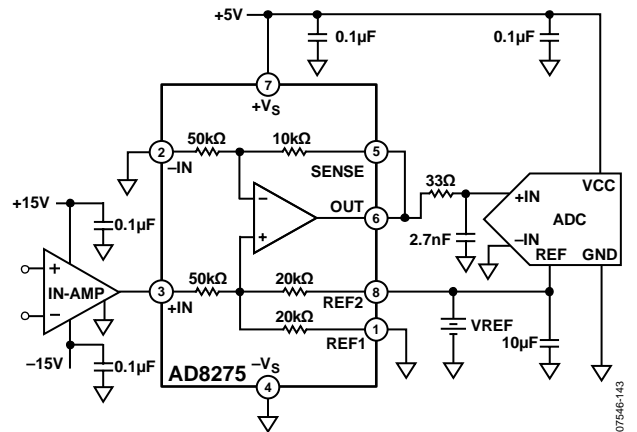 +5V
0.1µF
0.1µF
7
+VS
50kΩ
10kΩ
2
–IN
5
SENSE
33Ω
VCC
+15V
0.1µF
OUT
6
+IN
ADC
–IN
2.7nF
REF
GND
IN-AMP
3
+IN
50kΩ
20kΩ
8
REF2
20kΩ
1
REF1
VREF
10µF
–15V
0.1µF
AD8275
–VS
4
07546-143